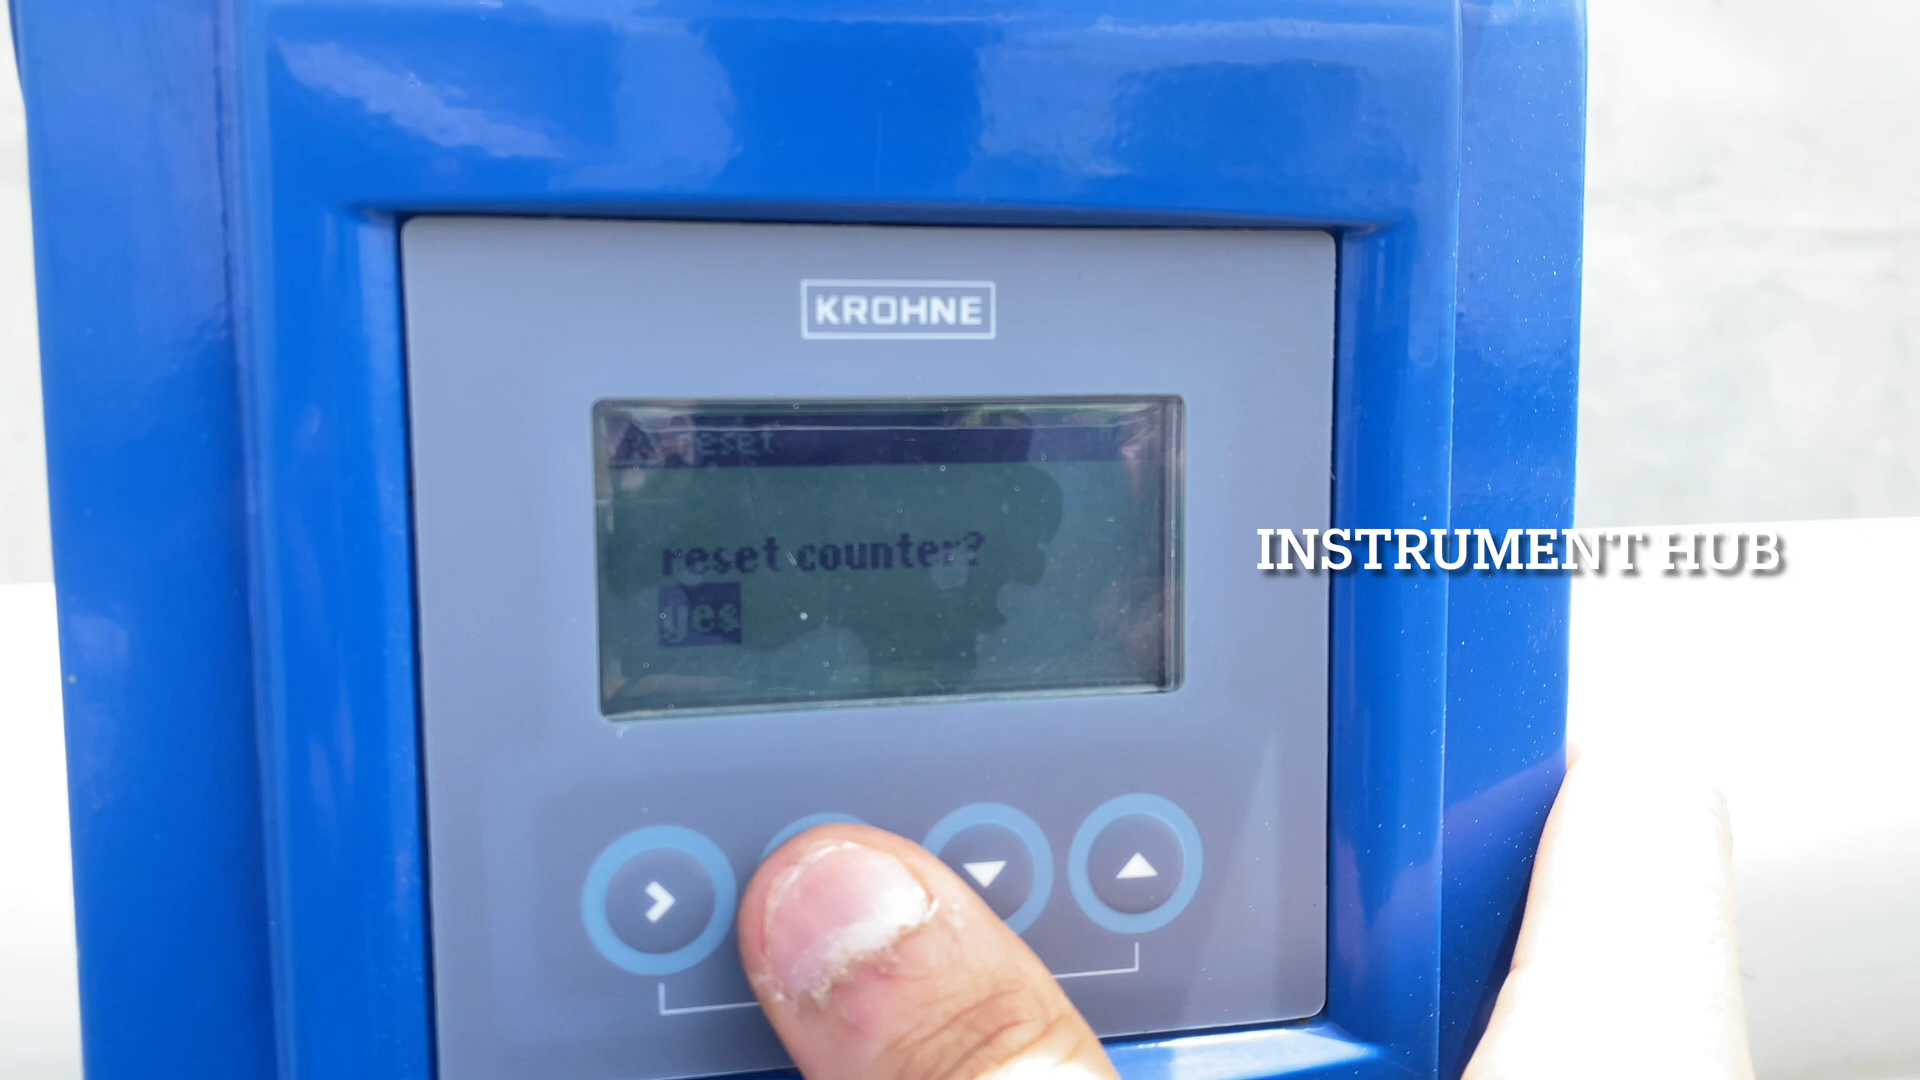 KROHNE
reset
reset counter?
yes
INSTRUMENT HUB